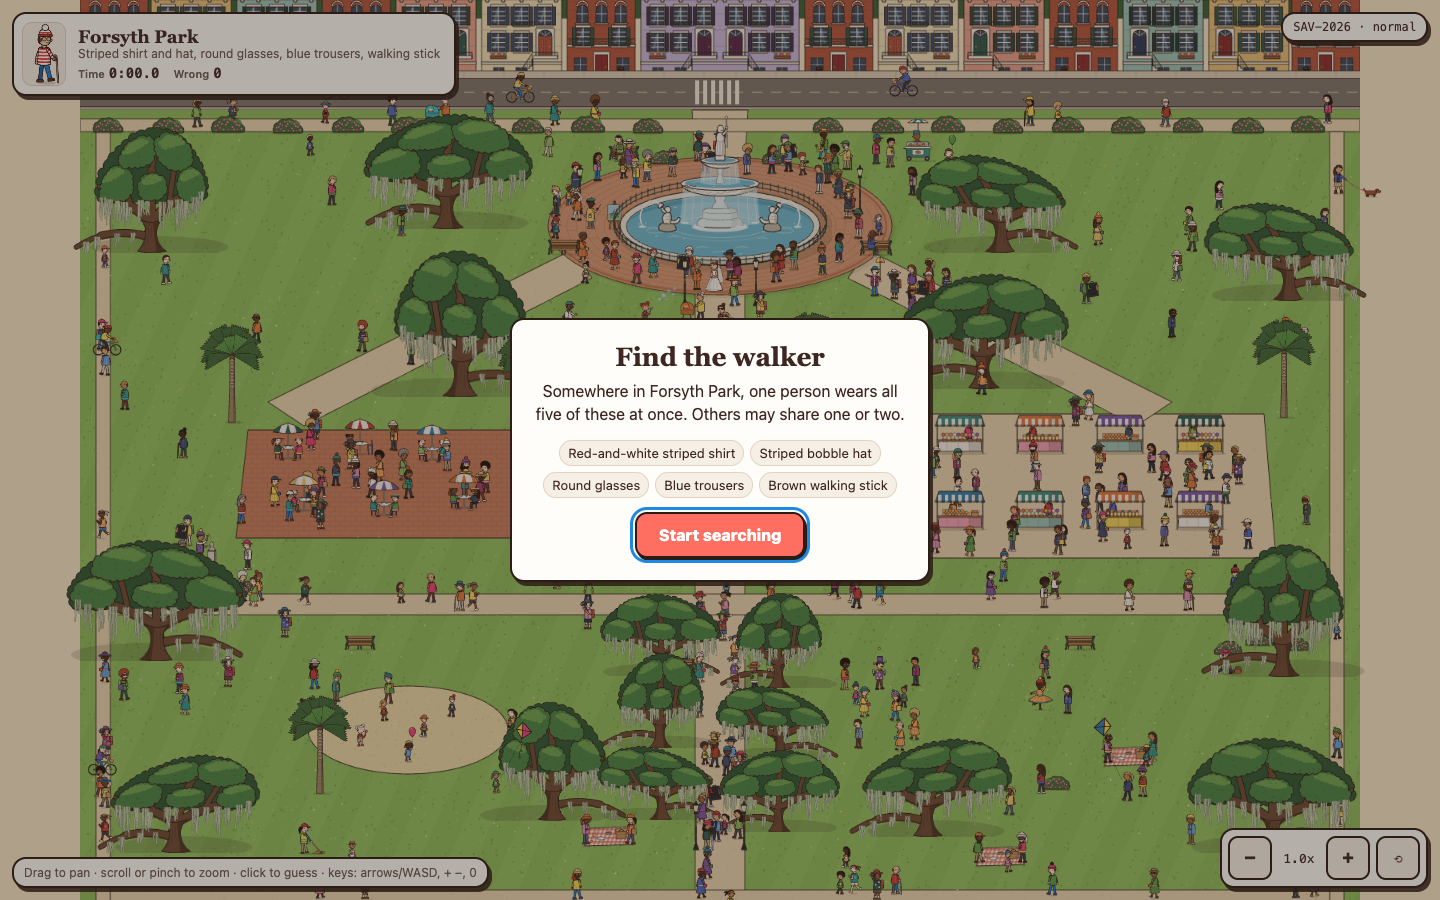 Forsyth Park
Striped shirt and hat, round glasses, blue trousers, walking stick
Time 0:00.0 Wrong 0
SAV-2026 · normal
Find the walker
Somewhere in Forsyth Park, one person wears all
five of these at once. Others may share one or two.
Red-and-white striped shirt
Striped bobble hat
Round glasses
Blue trousers
Brown walking stick
Start searching
Drag to pan · scroll or pinch to zoom · click to guess · keys: arrows/WASD, + −, 0
− 1.0x +